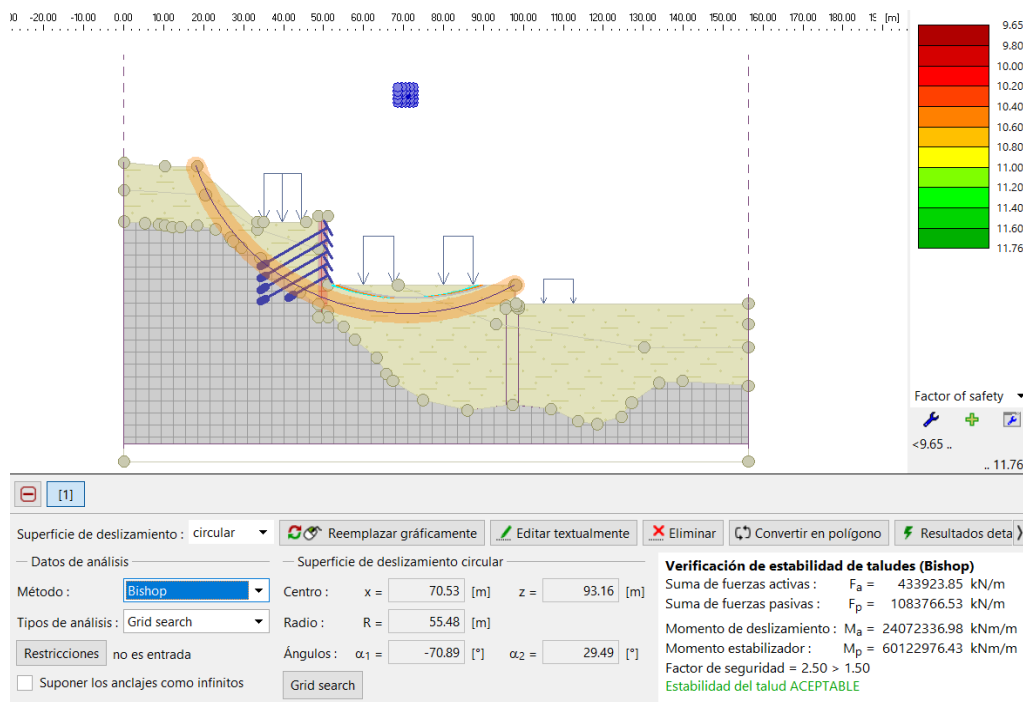 -20.00 -10.00 0.00 10.00 20.00 30.00 40.00 50.00 60.00 70.00 80.00 90.00 100.00 110.00 120.00 130.00 140.00 150.00 160.00 170.00 180.00 [m]
9.65
9.80
10.00
10.20
10.40
10.60
10.80
11.00
11.20
11.40
11.60
11.76
Factor of safety
<9.65 ..
.. 11.76
[1]
Superficie de deslizamiento : circular Reemplazar gráficamente Editar textualmente Eliminar Convertir en polígono Resultados deta
Datos de análisis
Método : Bishop
Tipos de análisis : Grid search
Restricciones no es entrada
Suponer los anclajes como infinitos
Superficie de deslizamiento circular
Centro : x = 70.53 [m] z = 93.16 [m]
Radio : R = 55.48 [m]
Ángulos : α1 = -70.89 [°] α2 = 29.49 [°]
Grid search
Verificación de estabilidad de taludes (Bishop)
Suma de fuerzas activas : Fa = 433923.85 kN/m
Suma de fuerzas pasivas : Fp = 1083766.53 kN/m
Momento de deslizamiento : Ma = 24072336.98 kNm/m
Momento estabilizador : Mp = 60122976.43 kNm/m
Factor de seguridad = 2.50 > 1.50
Estabilidad del talud ACEPTABLE